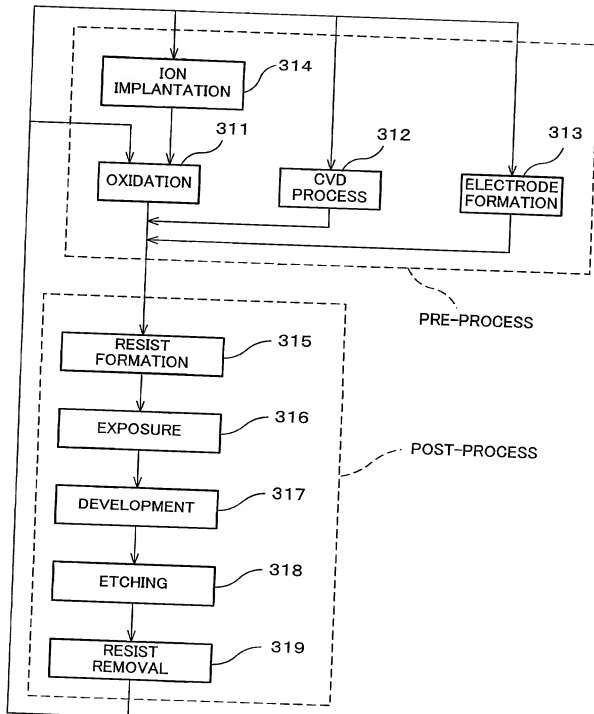 ION
IMPLANTATION
314
311
OXIDATION
312
CVD
PROCESS
313
ELECTRODE
FORMATION
PRE-PROCESS
RESIST
FORMATION
315
EXPOSURE
316
POST-PROCESS
DEVELOPMENT
317
ETCHING
318
RESIST
REMOVAL
319